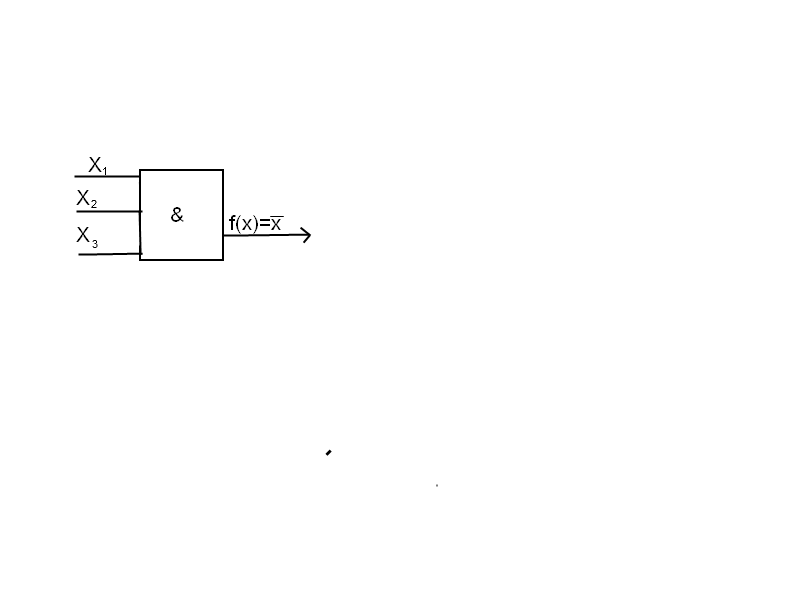 X₁
X₂
&
f(x)=x̅
X₃